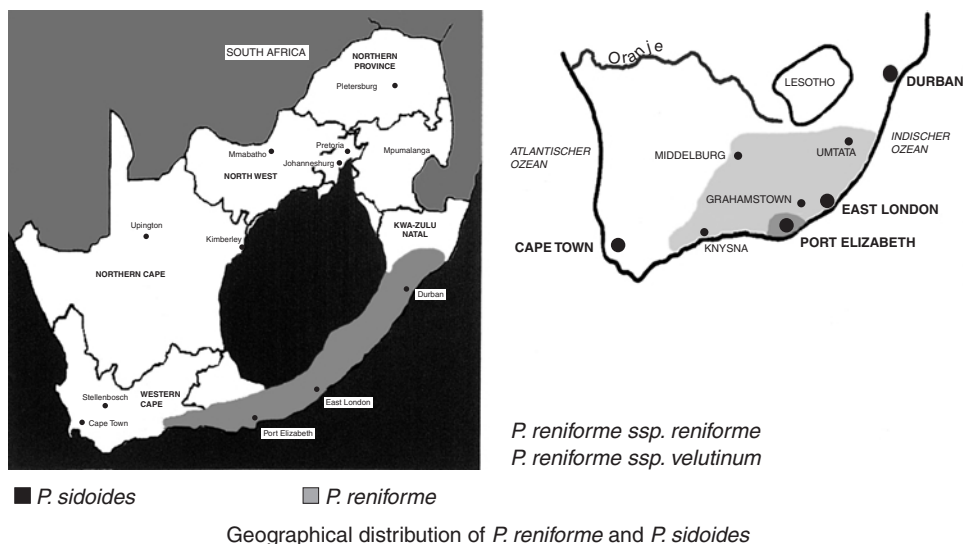 SOUTH AFRICA
NORTHERN
PROVINCE
Pletersburg
Pretoria
Mmabatho
Johannesburg
Mpumalanga
NORTH WEST
KWA-ZULU
NATAL
Upington
Kimberley
NORTHERN CAPE
Durban
Stellenbosch
WESTERN
CAPE
East London
Cape Town
Port Elizabeth
P. sidoides
P. reniforme
Oranje
LESOTHO
DURBAN
ATLANTISCHER
OZEAN
INDISCHER
OZEAN
MIDDELBURG
UMTATA
GRAHAMSTOWN
EAST LONDON
PORT ELIZABETH
CAPE TOWN
KNYSNA
P. reniforme ssp. reniforme
P. reniforme ssp. velutinum
Geographical distribution of P. reniforme and P. sidoides